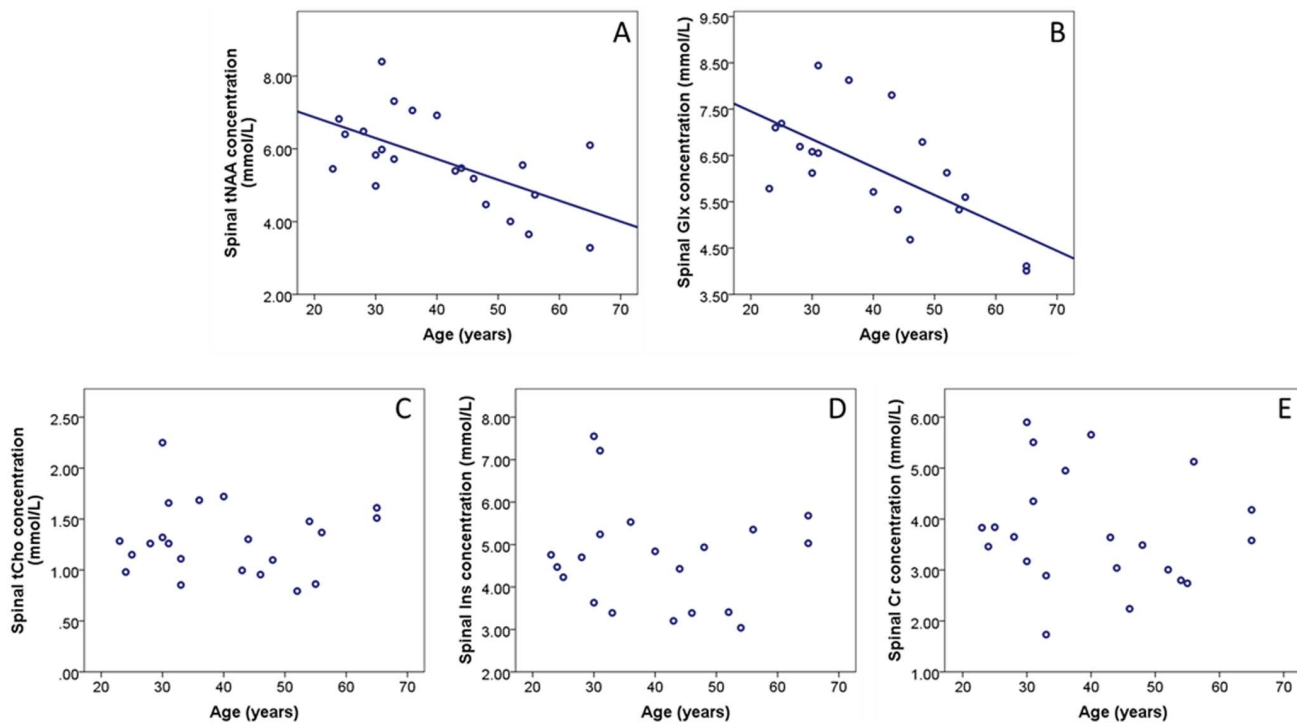 A
Spinal tNAA concentration
(mmol/L)
8.00
6.00
4.00
2.00
20 30 40 50 60 70
Age (years)
B
Spinal Glx concentration (mmol/L)
9.50
8.50
7.50
6.50
5.50
4.50
3.50
20 30 40 50 60 70
Age (years)
C
Spinal tCho concentration
(mmol/L)
2.50
2.00
1.50
1.00
.50
.00
20 30 40 50 60 70
Age (years)
D
Spinal Ins concentration (mmol/L)
8.00
7.00
6.00
5.00
4.00
3.00
2.00
20 30 40 50 60 70
Age (years)
E
Spinal Cr concentration (mmol/L)
6.00
5.00
4.00
3.00
2.00
1.00
20 30 40 50 60 70
Age (years)